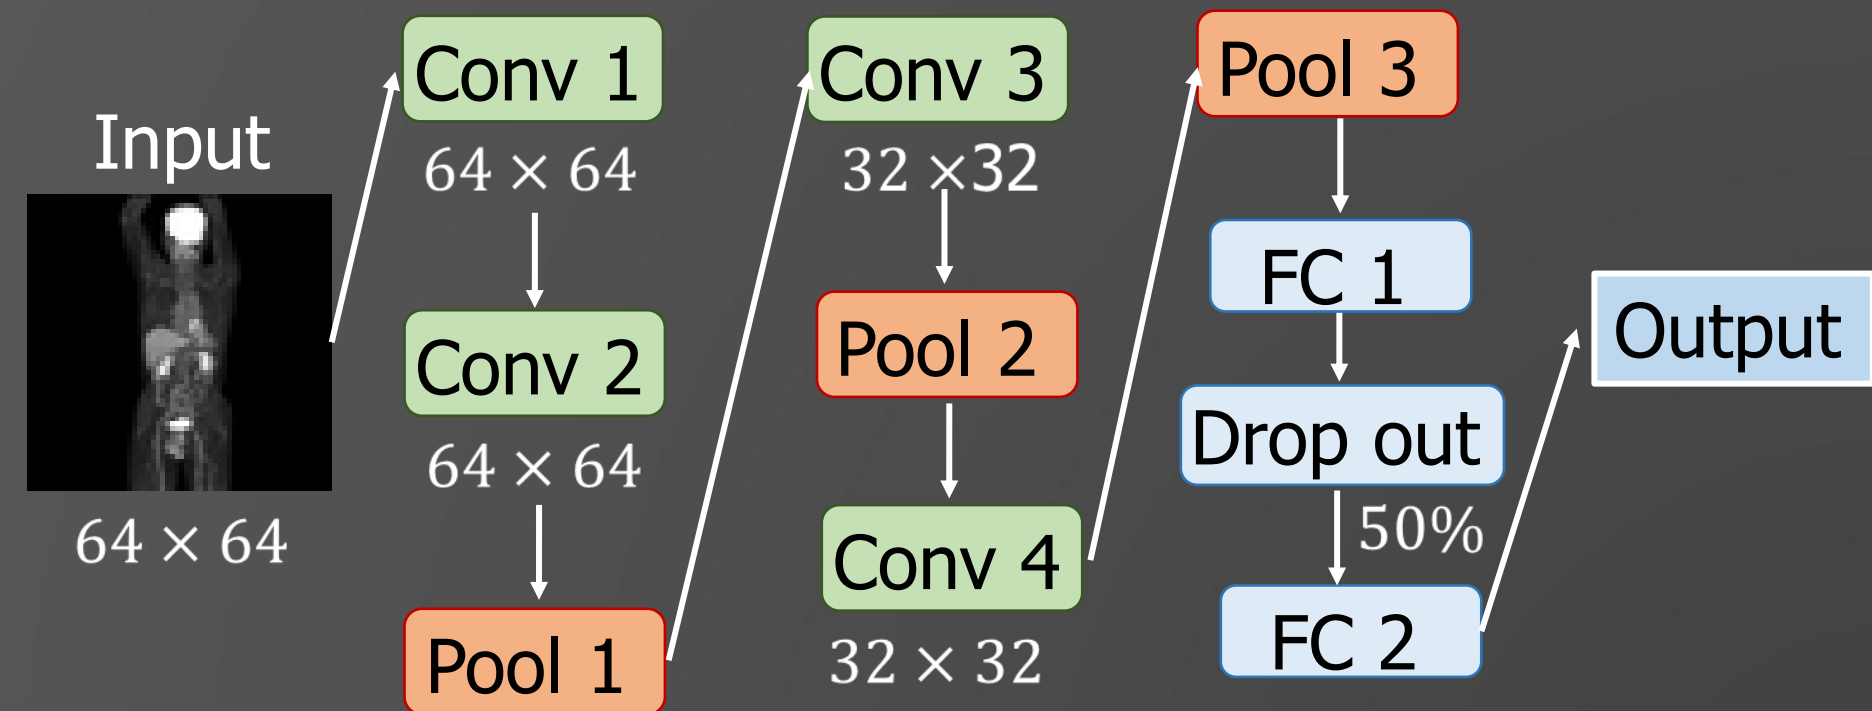 Input
64 × 64
Conv 1
64 × 64
Conv 2
64 × 64
Pool 1
Conv 3
32 ×32
Pool 2
Conv 4
32 × 32
Pool 3
FC 1
Drop out
50%
FC 2
Output